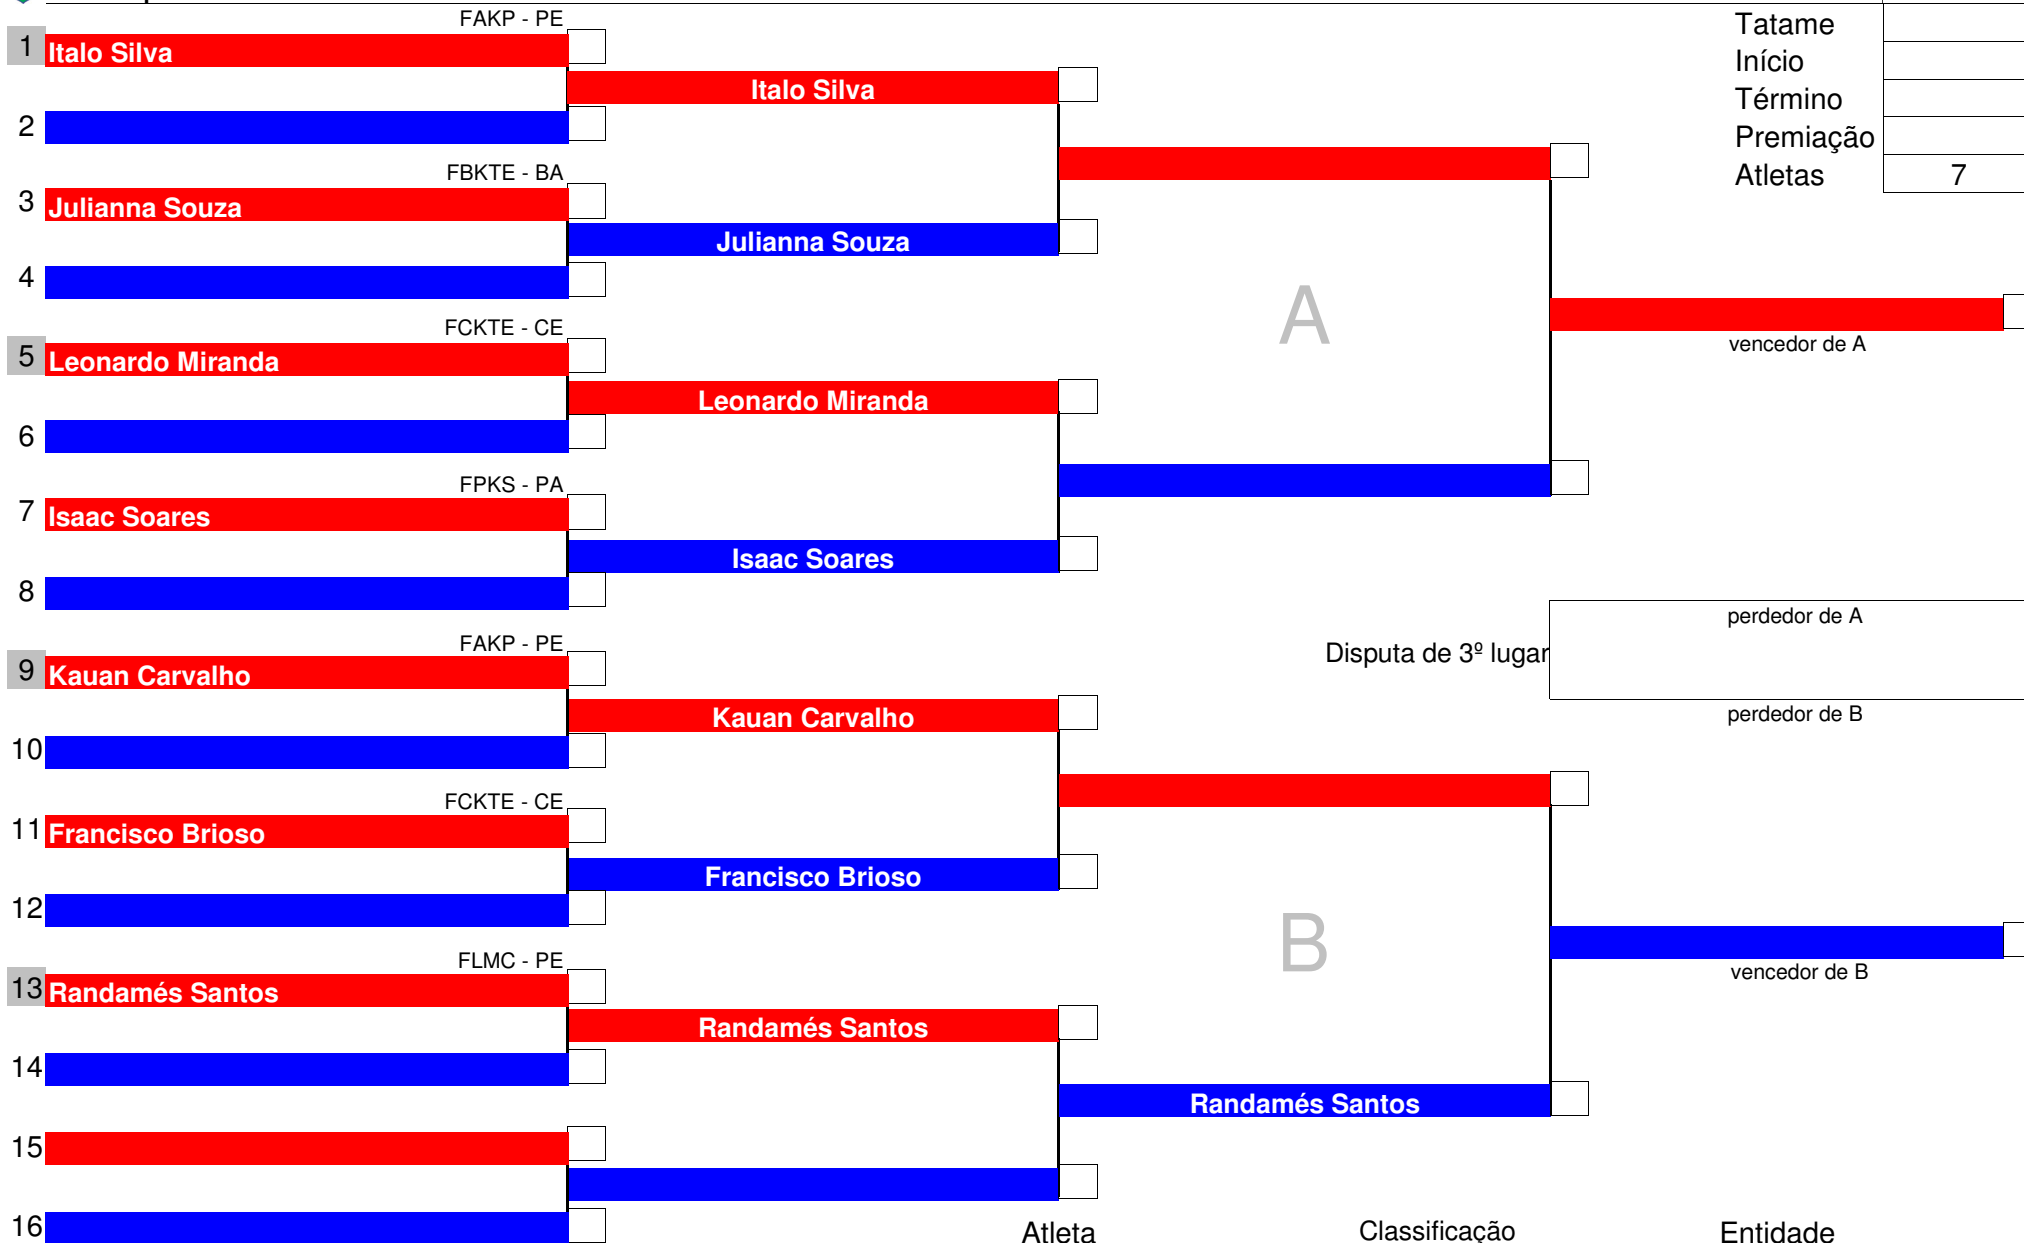 FAKP - PE
1 Italo Silva
Italo Silva
2
FBKTE - BA
3 Julianna Souza
Julianna Souza
4
FCKTE - CE
5 Leonardo Miranda
Leonardo Miranda
6
FPKS - PA
7 Isaac Soares
Isaac Soares
8
FAKP - PE
9 Kauan Carvalho
Kauan Carvalho
10
FCKTE - CE
11 Francisco Brioso
Francisco Brioso
12
FLMC - PE
13 Randamés Santos
Randamés Santos
14
Randamés Santos
15
16
A
B
Tatame
Início
Término
Premiação
Atletas 7
vencedor de A
perdedor de A
Disputa de 3º lugar
perdedor de B
vencedor de B
Atleta Classificação Entidade